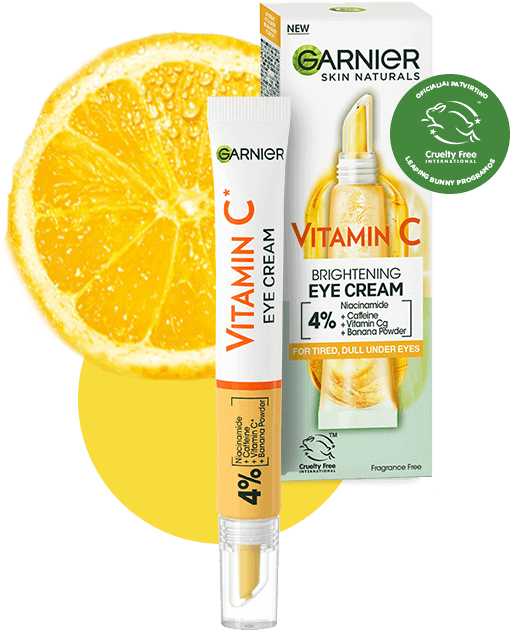 NEW
GARNIER
SKIN NATURALS
OFICIALIAI PATVIRTINO
Cruelty Free
INTERNATIONAL
LEAPING BUNNY PROGRAMOS
VITAMIN C
BRIGHTENING
EYE CREAM
4%
Niacinamide
+ Caffeine
+ Vitamin Cg
+ Banana Powder
FOR TIRED, DULL UNDER EYES
TM
Cruelty Free
INTERNATIONAL
Fragrance Free
GARNIER
VITAMIN C*
EYE CREAM
4%
Niacinamide
+ Caffeine
+ Vitamin C*
+ Banana Powder